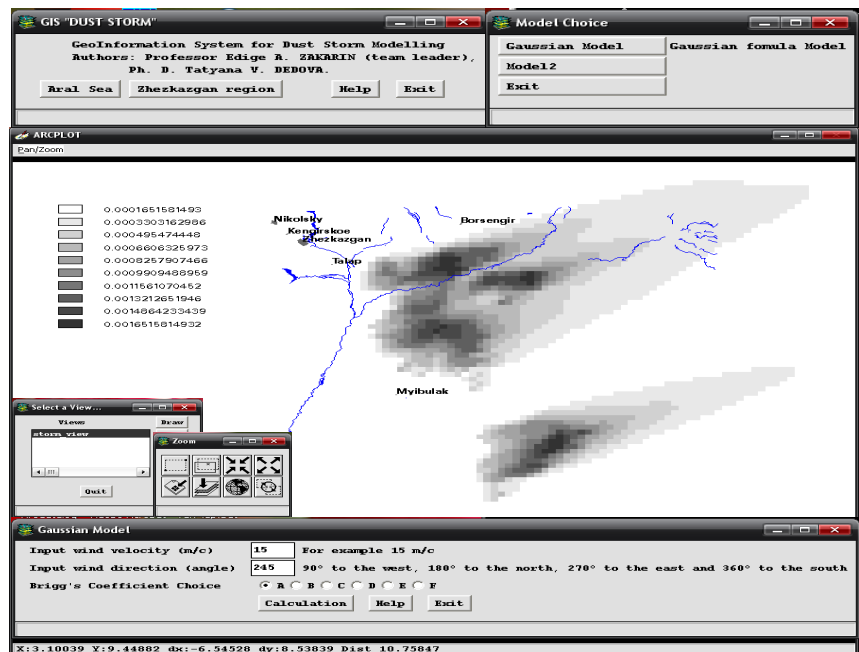 GIS "DUST STORM"
GeoInformation System for Dust Storm Modelling
Authors: Professor Edige A. ZAKARIN (team leader),
Ph. D. Tatyana V. DEDOVA.
Aral Sea
Zhezkazgan region
Help
Exit
Model Choice
Gaussian Model
Gaussian fomula Model
Model2
Exit
ARCPLOT
Pan/Zoom
0.0001651581493
0.0003303162986
0.000495474448
0.0006606325973
0.0008257907466
0.0009909488959
0.0011561070452
0.0013212651946
0.0014864233439
0.0016515814932
Nikolsky
Kengirskoe
Zhezkazgan
Talap
Borsengir
Myibulak
Select a View...
Views
Draw
storm_view
Quit
Zoom
Gaussian Model
Input wind velocity (m/c) 15 For example 15 m/c
Input wind direction (angle) 245 90° to the west, 180° to the north, 270° to the east and 360° to the south
Brigg's Coefficient Choice A B C D E F
Calculation
Help
Exit
X:3.10039 Y:9.44882 dx:-6.54528 dy:8.53839 Dist 10.75847